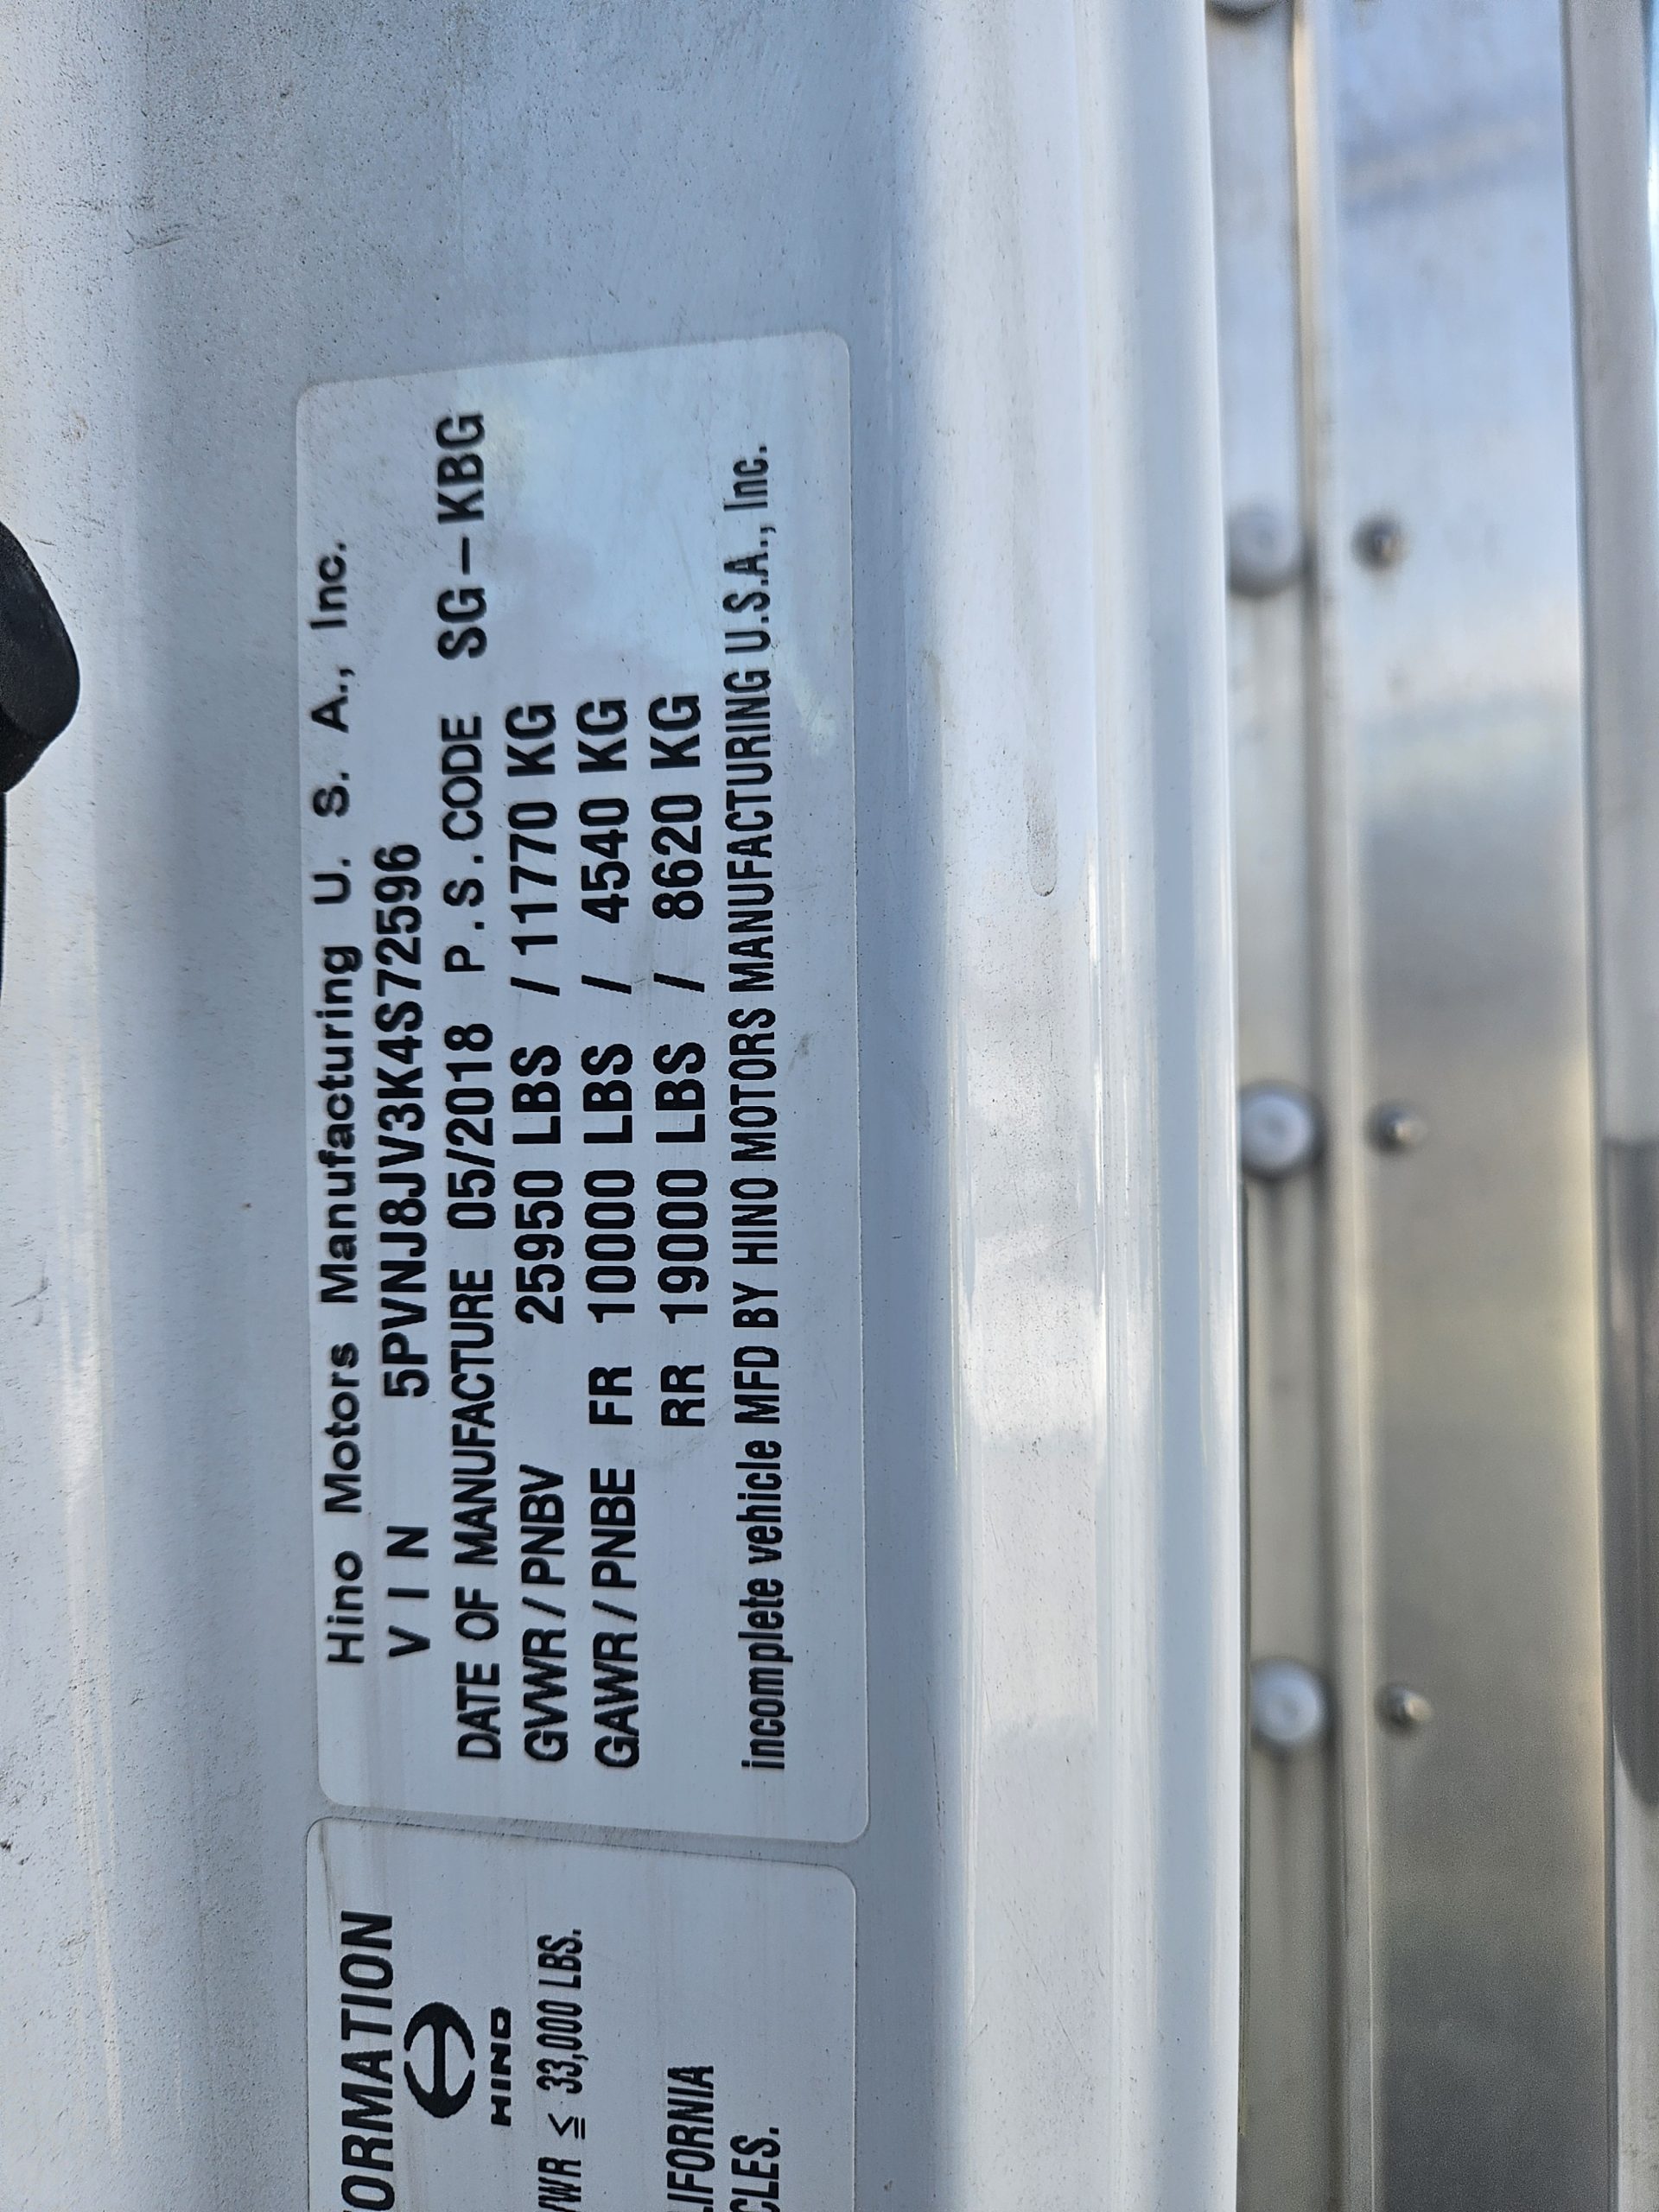 Hino Motors Manufacturing U. S. A., Inc.
V I N 5PVNJ8JV3K4S72596
DATE OF MANUFACTURE 05/2018 P.S.CODE SG-KBG
GVWR/PNBV 25950 LBS / 11770 KG
GAWR/PNBE FR 10000 LBS / 4540 KG
RR 19000 LBS / 8620 KG
incomplete vehicle MFD BY HINO MOTORS MANUFACTURING U.S.A., Inc.
ORMATION
HINO
VWR ≦ 33,000 LBS.
LIFORNIA
CLES.